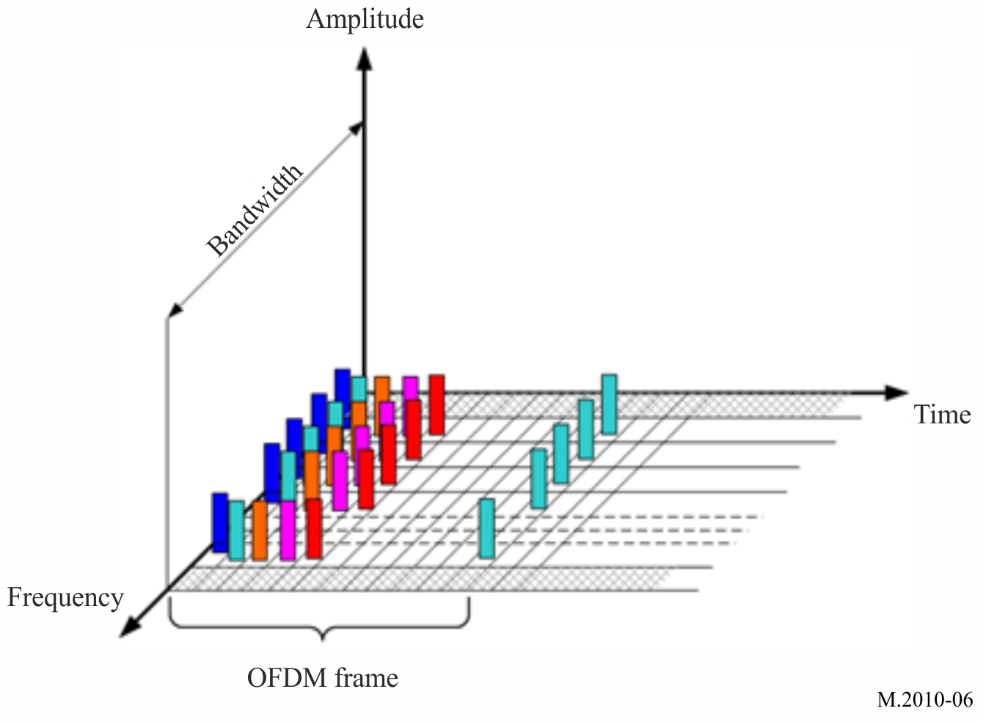 Amplitude
Bandwidth
Time
Frequency
OFDM frame
M.2010-06